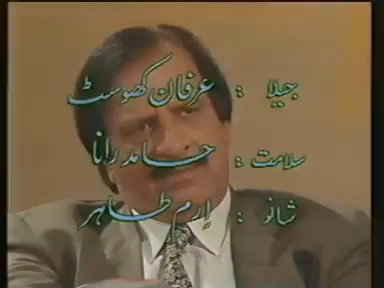 جیلا : عرفان کھوسٹ
سلامت : حامد رانا
شانو : ارم طاہر